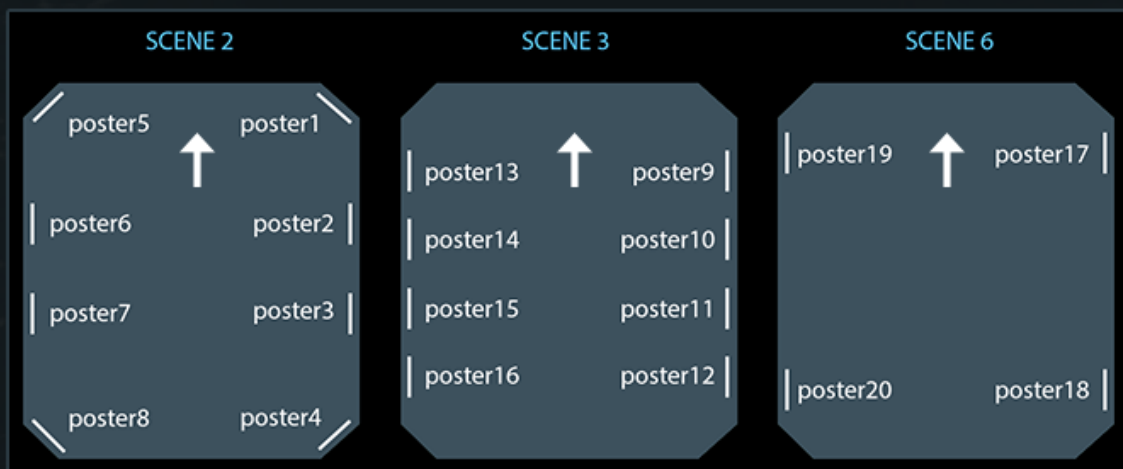 SCENE 2
poster5
poster1
poster6
poster2
poster7
poster3
poster8
poster4
SCENE 3
poster13
poster9
poster14
poster10
poster15
poster11
poster16
poster12
SCENE 6
poster19
poster17
poster20
poster18